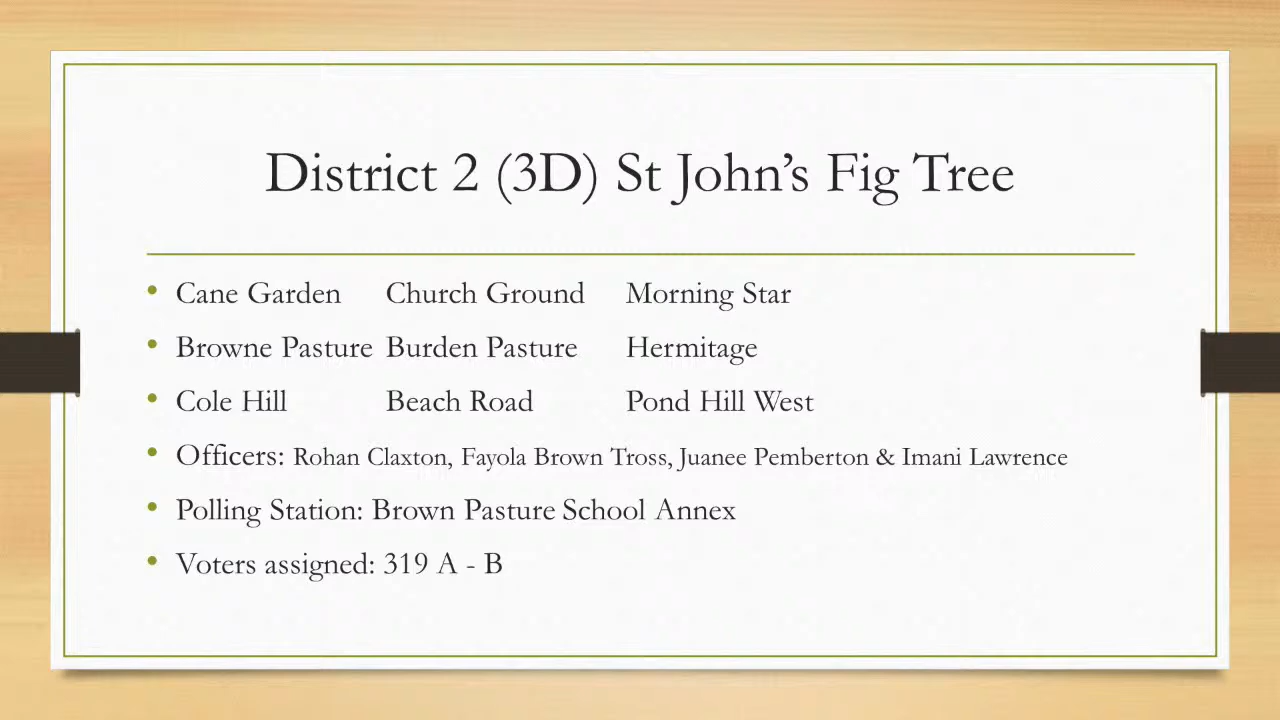 District 2 (3D) St John’s Fig Tree
• Cane Garden Church Ground Morning Star
• Browne Pasture Burden Pasture Hermitage
• Cole Hill Beach Road Pond Hill West
• Officers: Rohan Claxton, Fayola Brown Tross, Juanee Pemberton & Imani Lawrence
• Polling Station: Brown Pasture School Annex
• Voters assigned: 319 A - B